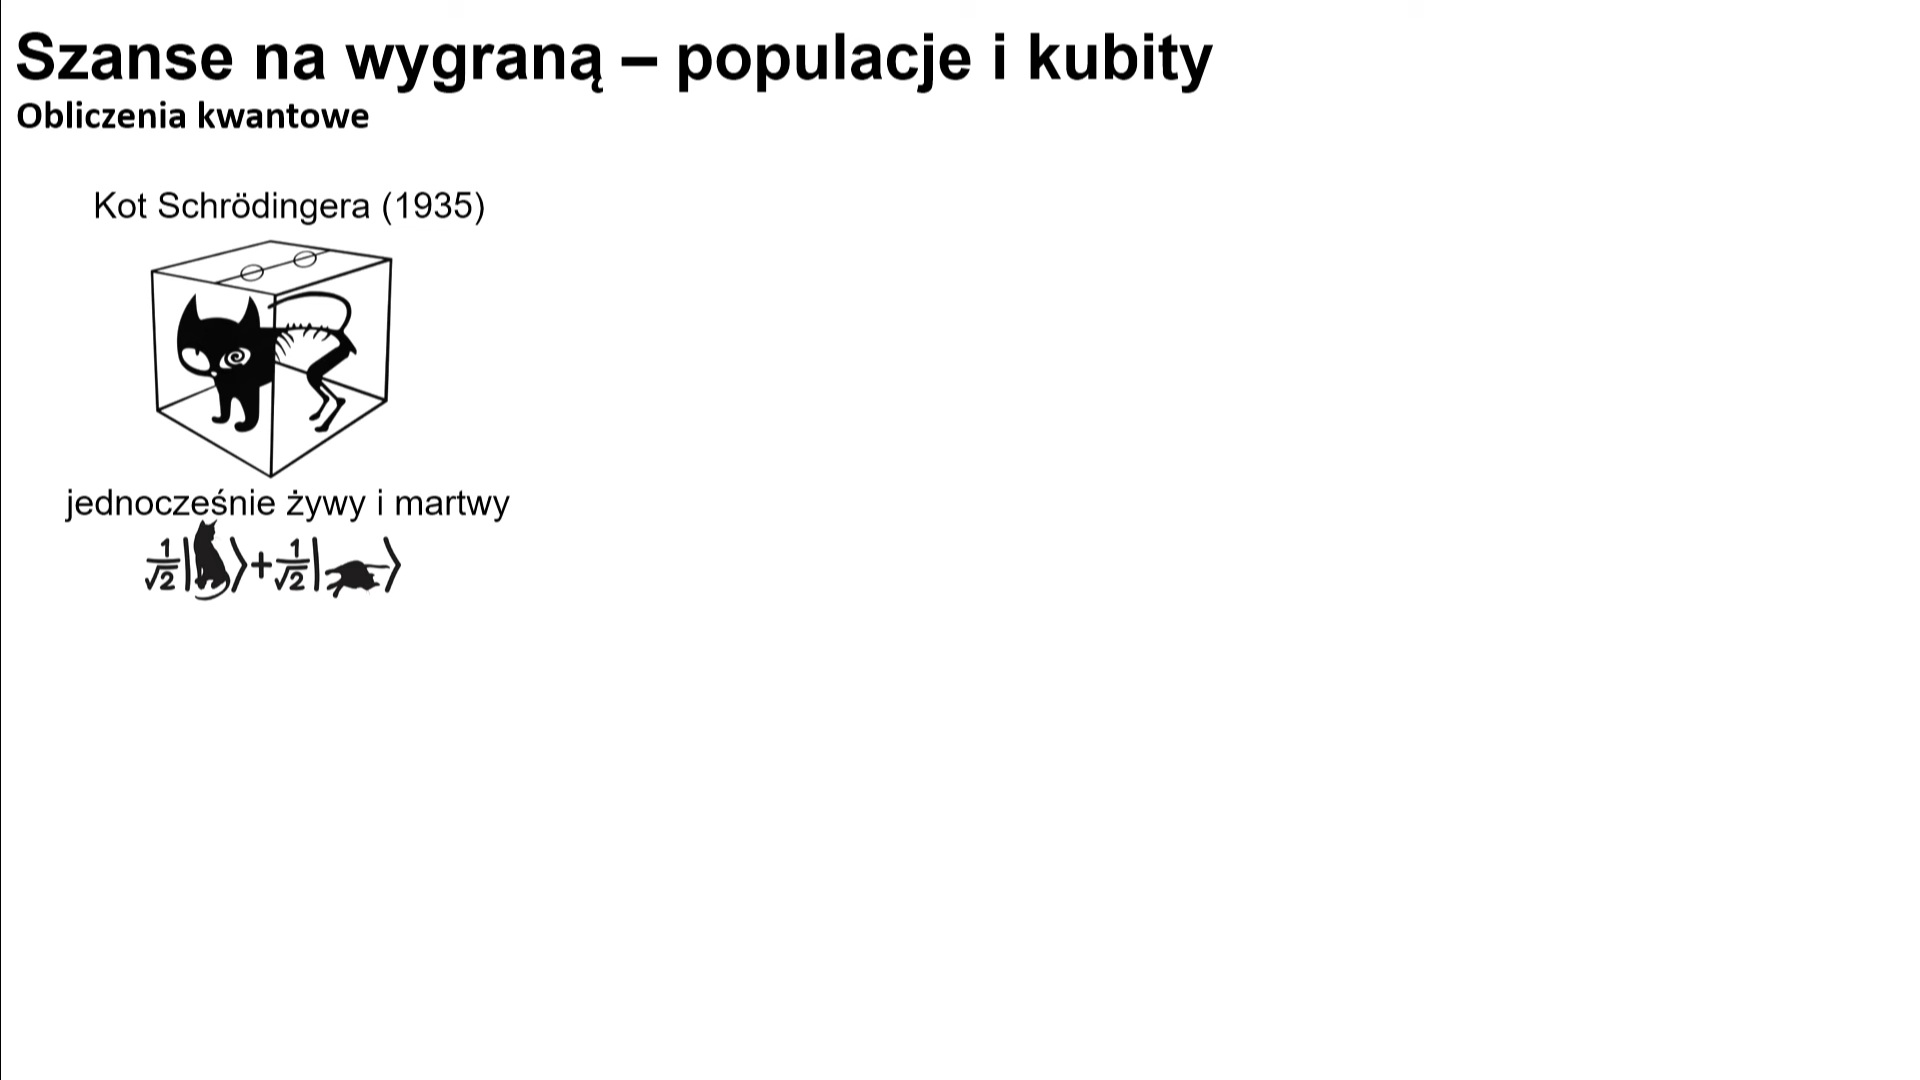 Szanse na wygraną – populacje i kubity
Obliczenia kwantowe
Kot Schrödingera (1935)
jednocześnie żywy i martwy
1/√2| ⟩+1/√2| ⟩